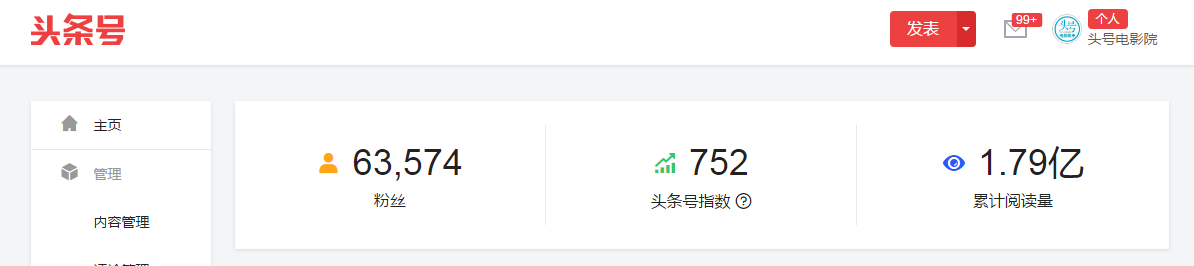 头条号
发表
99+
个人
头号电影院
主页
管理
内容管理
63,574
粉丝
752
头条号指数 ?
1.79亿
累计阅读量